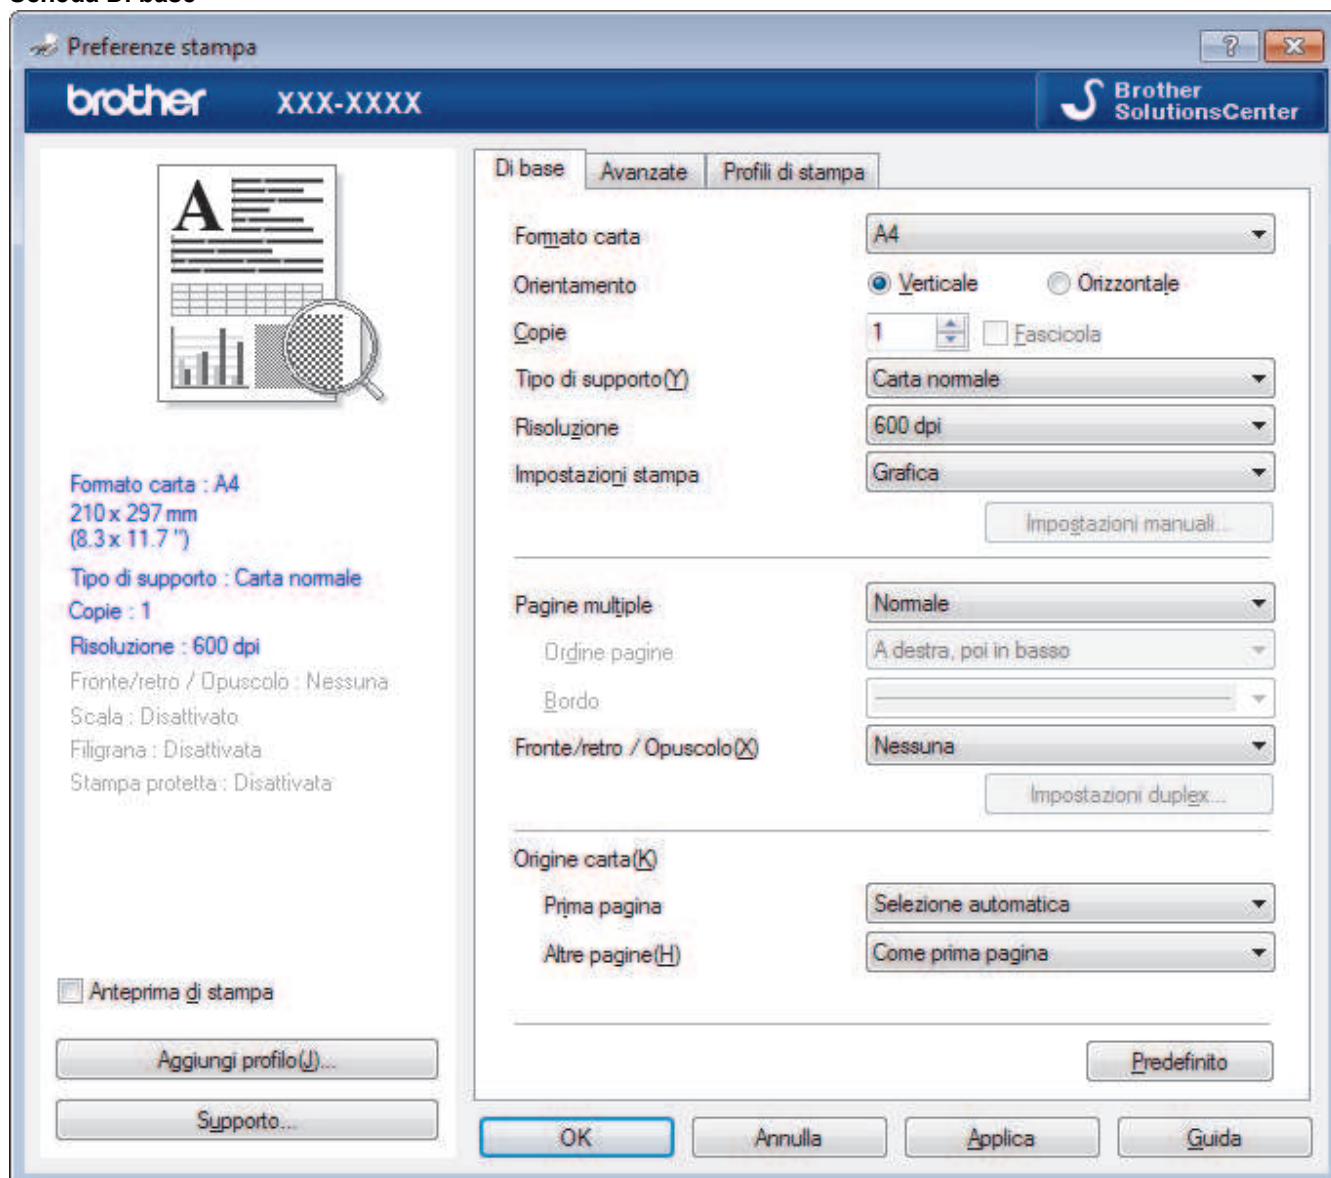 Scheda Di base
Preferenze stampa
brother XXX-XXXX
Brother
SolutionsCenter
A
Formato carta : A4
210 x 297 mm
(8.3 x 11.7 ")
Tipo di supporto : Carta normale
Copie : 1
Risoluzione : 600 dpi
Fronte/retro / Opuscolo : Nessuna
Scala : Disattivato
Filigrana : Disattivata
Stampa protetta : Disattivata
Anteprima di stampa
Aggiungi profilo(J)...
Supporto...
Di base Avanzate Profili di stampa
Formato carta A4
Orientamento Verticale Orizzontale
Copie 1 Fascicola
Tipo di supporto(Y) Carta normale
Risoluzione 600 dpi
Impostazioni stampa Grafica
Impostazioni manuali...
Pagine multiple Normale
Ordine pagine A destra, poi in basso
Bordo
Fronte/retro / Opuscolo(X) Nessuna
Impostazioni duplex...
Origine carta(K)
Prima pagina Selezione automatica
Altre pagine(H) Come prima pagina
Predefinito
OK Annulla Applica Guida